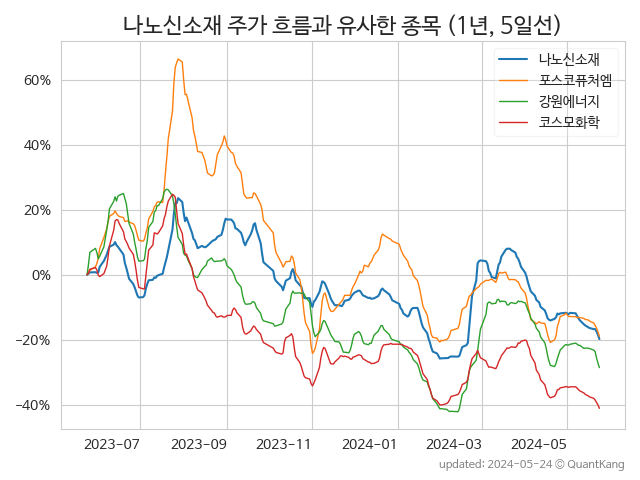 나노신소재 주가 흐름과 유사한 종목 (1년, 5일선)
나노신소재
포스코퓨처엠
강원에너지
코스모화학
60%
40%
20%
0%
−20%
−40%
2023-07 2023-09 2023-11 2024-01 2024-03 2024-05
updated: 2024-05-24 © QuantKang